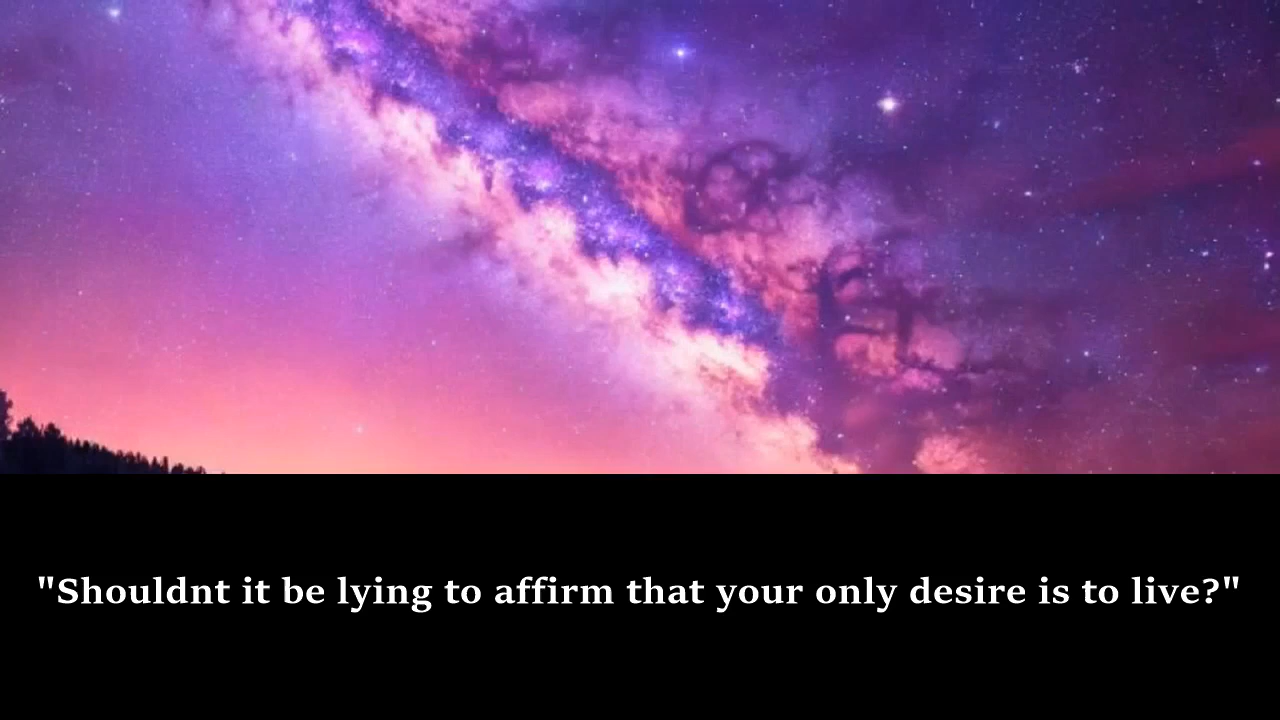 "Shouldnt it be lying to affirm that your only desire is to live?"